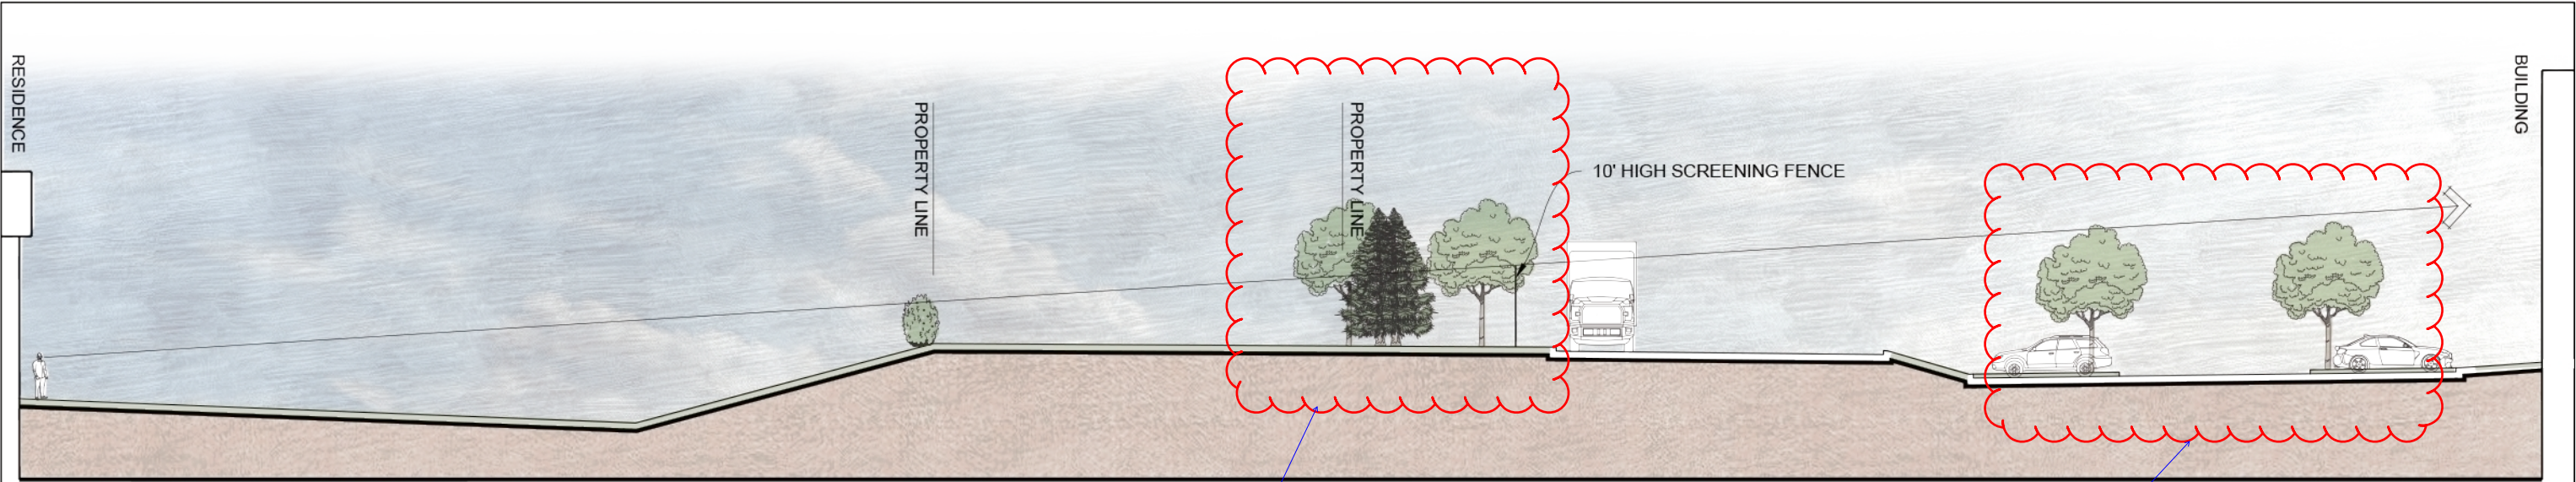 RESIDENCE
PROPERTY LINE
PROPERTY LINE
10' HIGH SCREENING FENCE
BUILDING